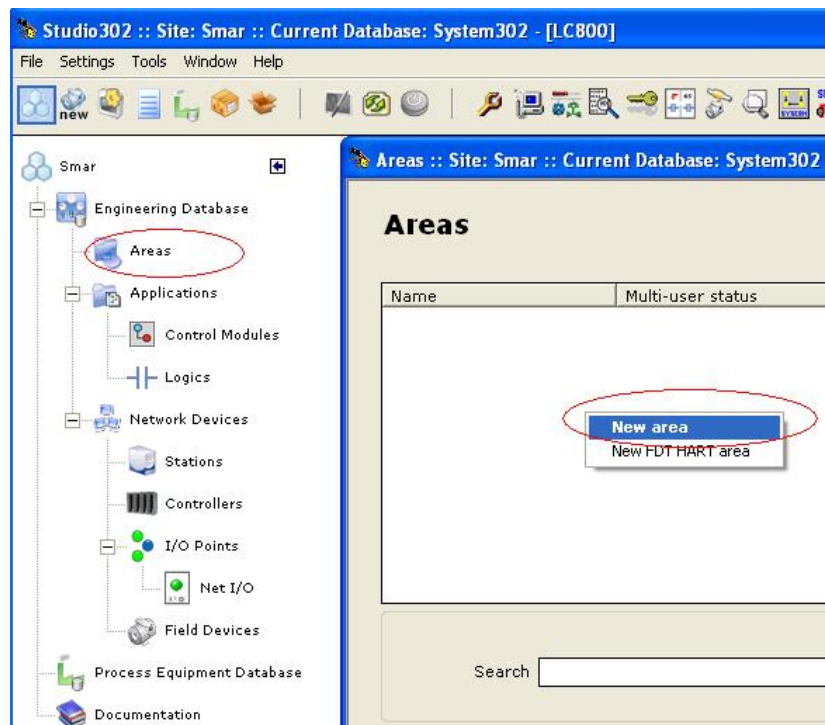 Studio302 :: Site: Smar :: Current Database: System302 - [LC800]
File Settings Tools Window Help
new
Smar
Engineering Database
Areas
Applications
Control Modules
Logics
Network Devices
Stations
Controllers
I/O Points
Net I/O
Field Devices
Process Equipment Database
Documentation
Areas :: Site: Smar :: Current Database: System302
Areas
Name Multi-user status
New area
New FDT HART area
Search